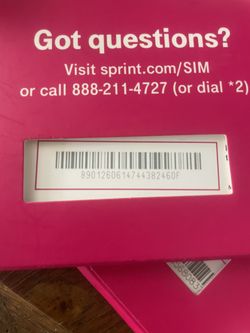 Got questions?
Visit sprint.com/SIM
or call 888-211-4727 (or dial *2)
8901260614744382460F